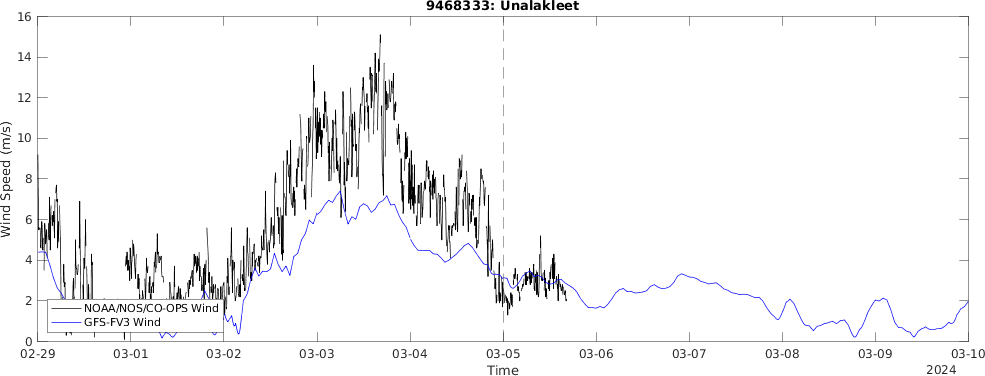 9468333: Unalakleet
16
14
12
10
8
6
4
2
0
Wind Speed (m/s)
NOAA/NOS/CO-OPS Wind
GFS-FV3 Wind
02-29 03-01 03-02 03-03 03-04 03-05 03-06 03-07 03-08 03-09 03-10
Time
2024